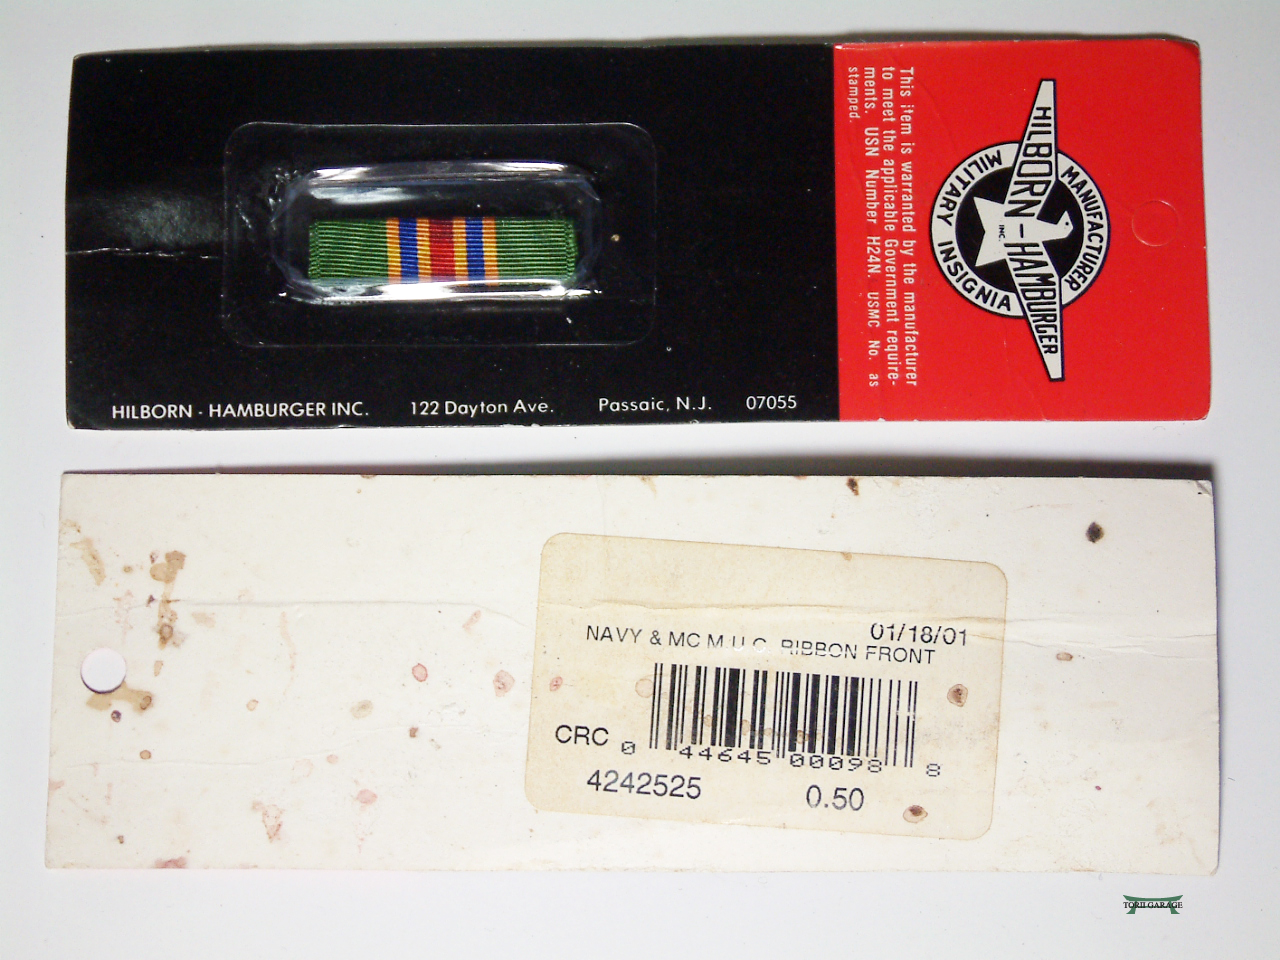 HILBORN-HAMBURGER
INC.
MANUFACTURER
MILITARY INSIGNIA
This item is warranted by the manufacturer
to meet the applicable Government require-
ments. USN Number H24N. USMC No. as
stamped.
HILBORN - HAMBURGER INC. 122 Dayton Ave. Passaic, N.J. 07055
01/18/01
NAVY & MC M.U.C. RIBBON FRONT
CRC
0 44645 00098 8
4242525 0.50
TORII GARAGE